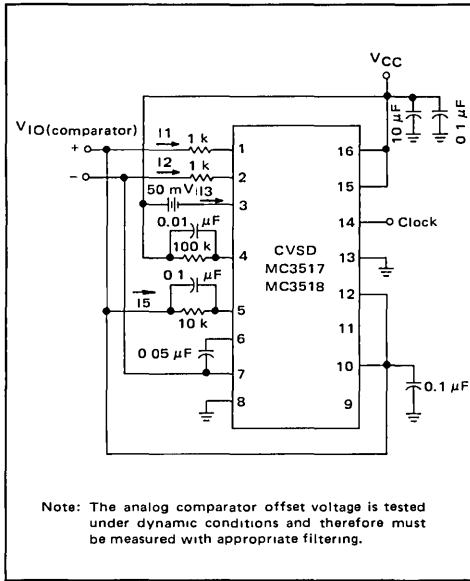 VCC
10 µF
0 1 µF
VIO(comparator)
+
I1
1 k
1
16
−
I2
1 k
2
50 mV
I3
3
15
0.01 µF
100 k
4
14
Clock
CVSD
MC3517
MC3518
13
0 1 µF
I5
10 k
5
12
6
11
0 05 µF
7
10
0.1 µF
8
9
Note: The analog comparator offset voltage is tested
under dynamic conditions and therefore must
be measured with appropriate filtering.